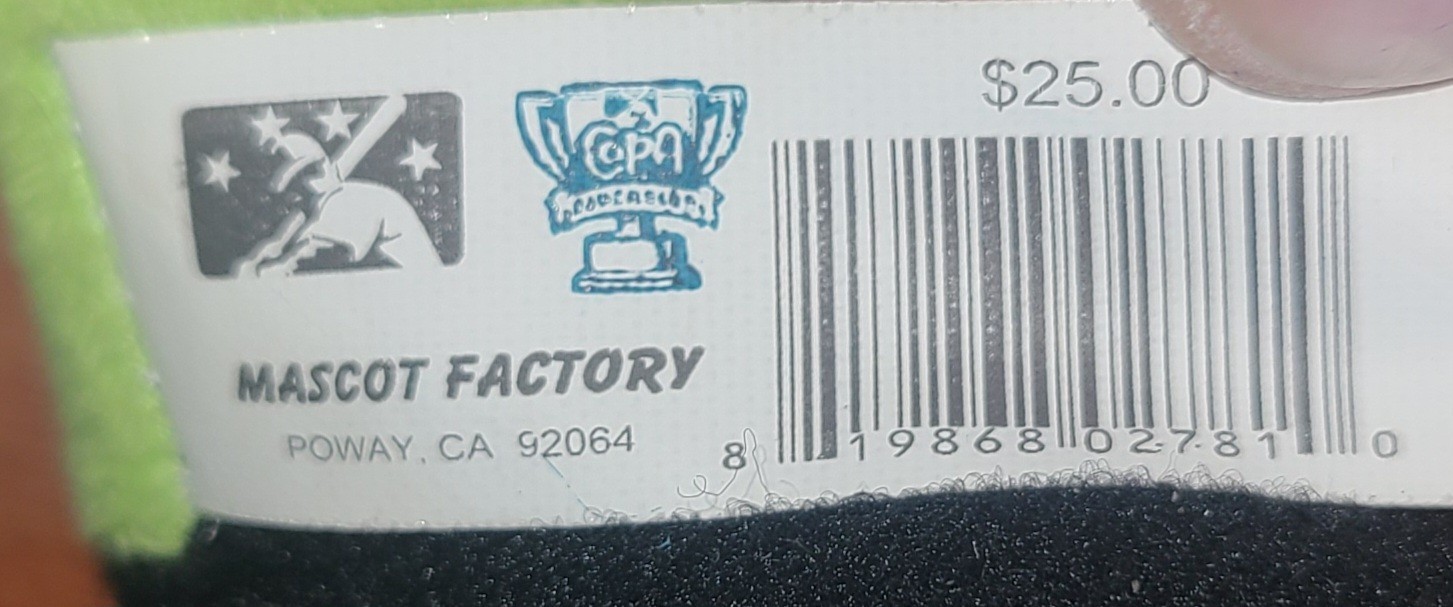 $25.00
COPA
MASCOT FACTORY
POWAY, CA 92064
8 19868 02781 0